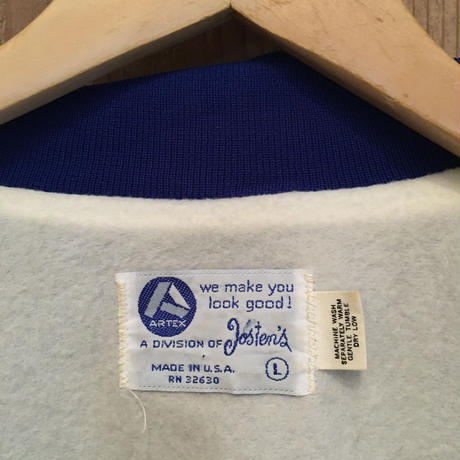 we make you
look good!
ARTEX
A DIVISION OF Josten's
MADE IN U.S.A.
RN 32630
L
MACHINE WASH
SEPARATELY WARM
GENTLE TUMBLE
DRY LOW